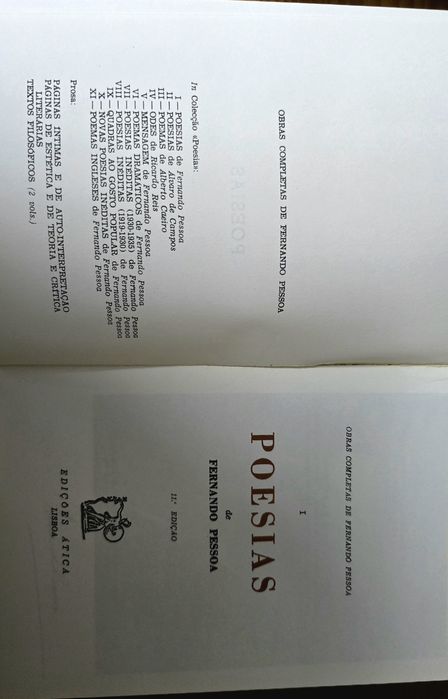 OBRAS COMPLETAS DE FERNANDO PESSOA
In Colecção «Poesia»:
I — POESIAS de Fernando Pessoa
II — POESIAS de Álvaro de Campos
III — POEMAS de Alberto Caeiro
IV — ODES de Ricardo Reis
V — MENSAGEM de Fernando Pessoa
VI — POEMAS DRAMÁTICOS de Fernando Pessoa
VII — POESIAS INÉDITAS (1930-1935) de Fernando Pessoa
VIII — POESIAS INÉDITAS (1919-1930) de Fernando Pessoa
IX — QUADRAS AO GOSTO POPULAR de Fernando Pessoa
X — NOVAS POESIAS INÉDITAS de Fernando Pessoa
XI — POEMAS INGLESES de Fernando Pessoa
Prosa:
PÁGINAS ÍNTIMAS E DE AUTO-INTERPRETAÇÃO
PÁGINAS DE ESTÉTICA E DE TEORIA E CRÍTICA
LITERÁRIAS
TEXTOS FILOSÓFICOS (2 vols.)
OBRAS COMPLETAS DE FERNANDO PESSOA
I
POESIAS
de
FERNANDO PESSOA
11.ª EDIÇÃO
EDIÇÕES ÁTICA
LISBOA